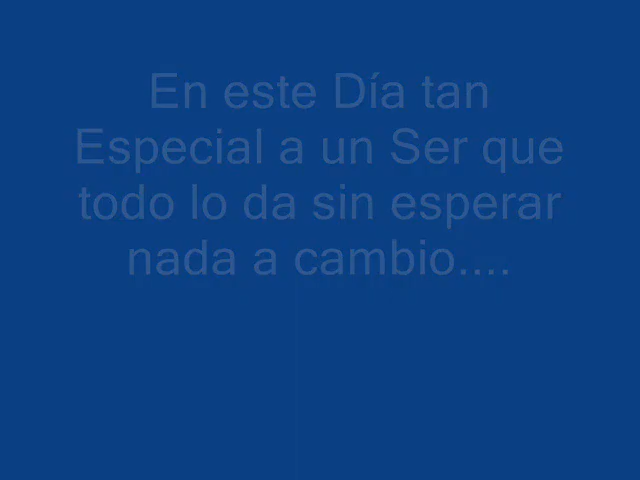 En este Día tan
Especial a un Ser que
todo lo da sin esperar
nada a cambio....